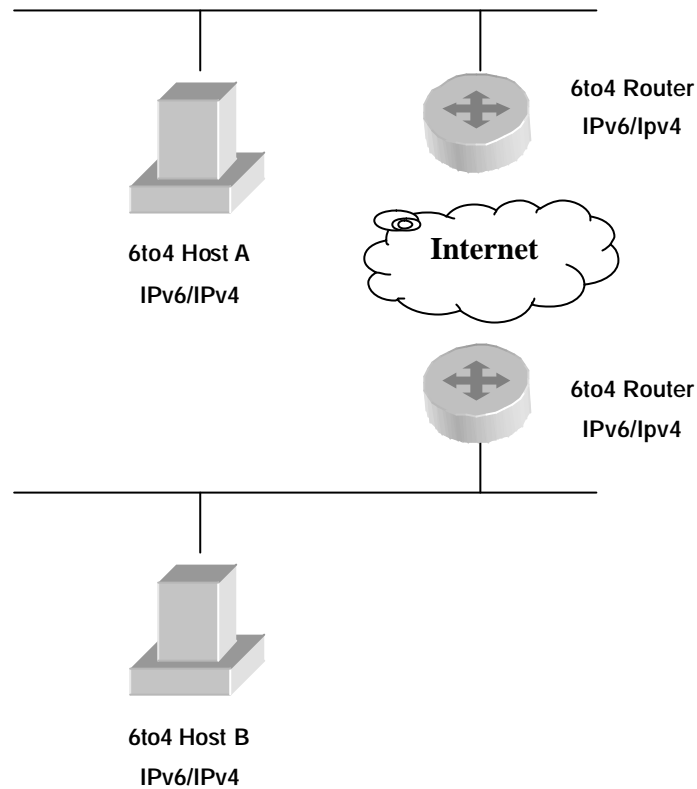 6to4 Router
IPv6/Ipv4
Internet
6to4 Host A
IPv6/IPv4
6to4 Router
IPv6/Ipv4
6to4 Host B
IPv6/IPv4